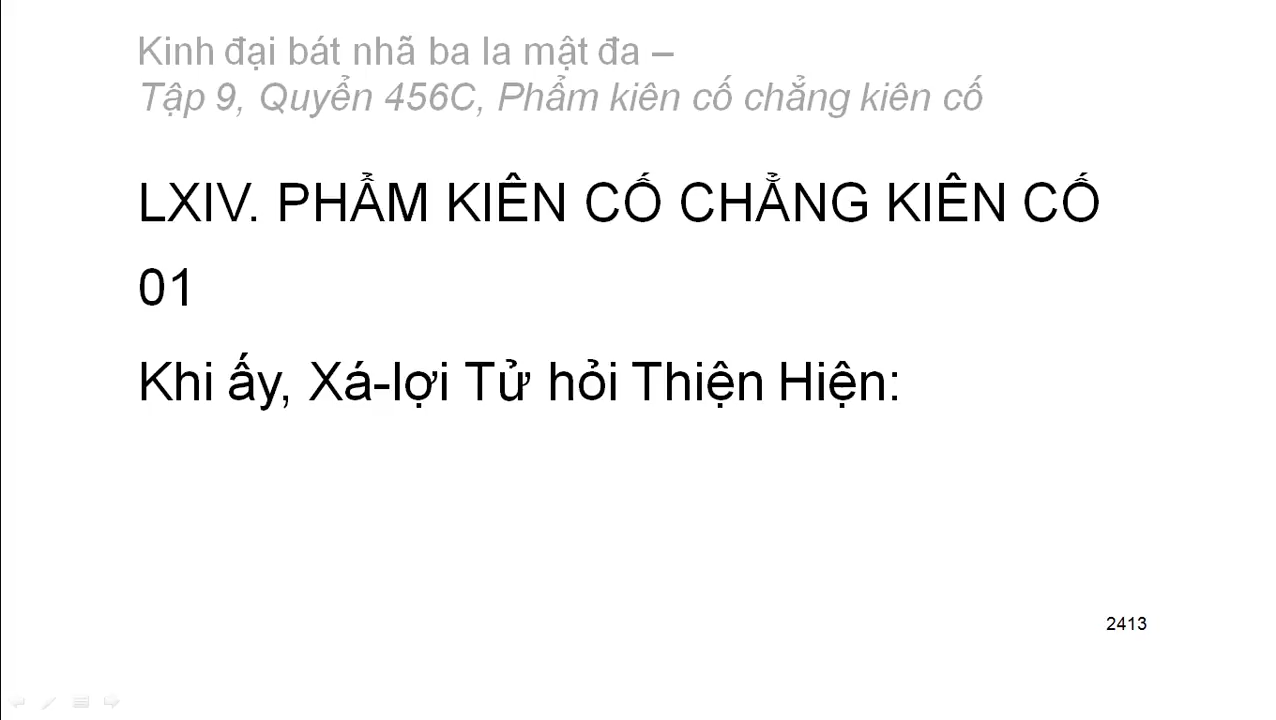 Kinh đại bát nhã ba la mật đa –
Tập 9, Quyển 456C, Phẩm kiên cố chẳng kiên cố
LXIV. PHẨM KIÊN CỐ CHẲNG KIÊN CỐ
01
Khi ấy, Xá-lợi Tử hỏi Thiện Hiện:
2413